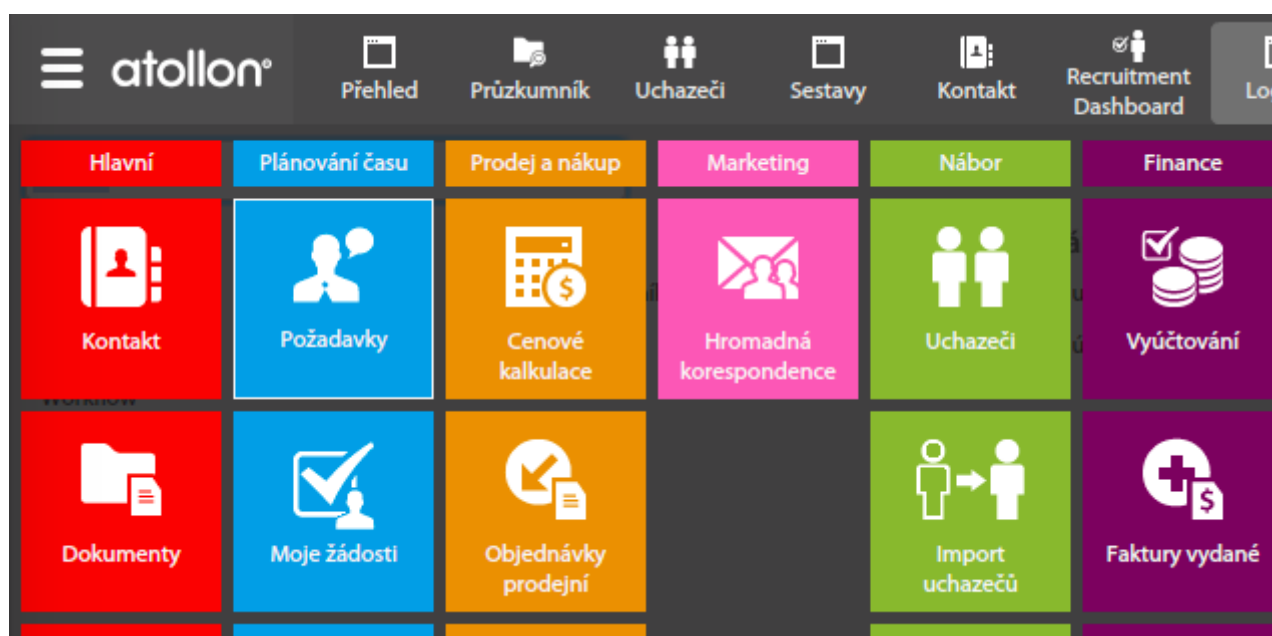 atollon°
Přehled
Průzkumník
Uchazeči
Sestavy
Kontakt
Recruitment
Dashboard
Hlavní
Plánování času
Prodej a nákup
Marketing
Nábor
Finance
Kontakt
Požadavky
Cenové
kalkulace
Hromadná
korespondence
Uchazeči
Vyúčtování
Workflow
Dokumenty
Moje žádosti
Objednávky
prodejní
Import
uchazečů
Faktury vydané